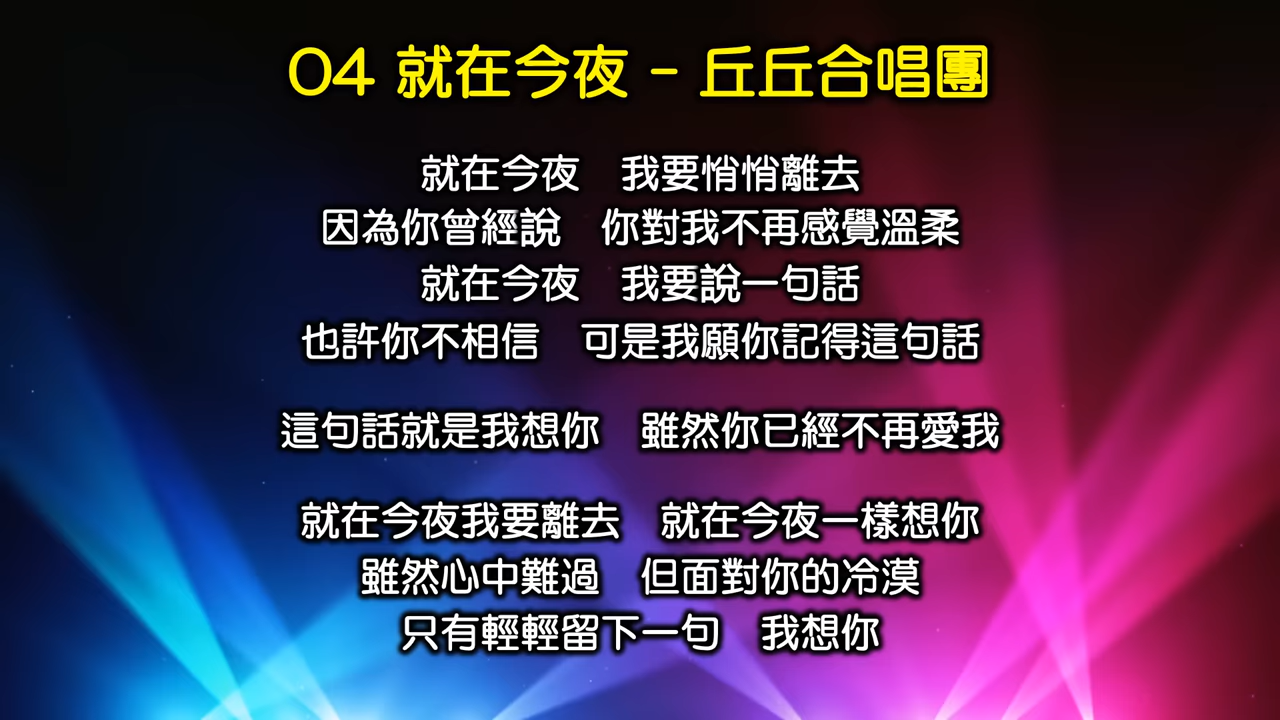 04 就在今夜 - 丘丘合唱團
就在今夜　我要悄悄離去
因為你曾經說　你對我不再感覺溫柔
就在今夜　我要說一句話
也許你不相信　可是我願你記得這句話
這句話就是我想你　雖然你已經不再愛我
就在今夜我要離去　就在今夜一樣想你
雖然心中難過　但面對你的冷漠
只有輕輕留下一句　我想你